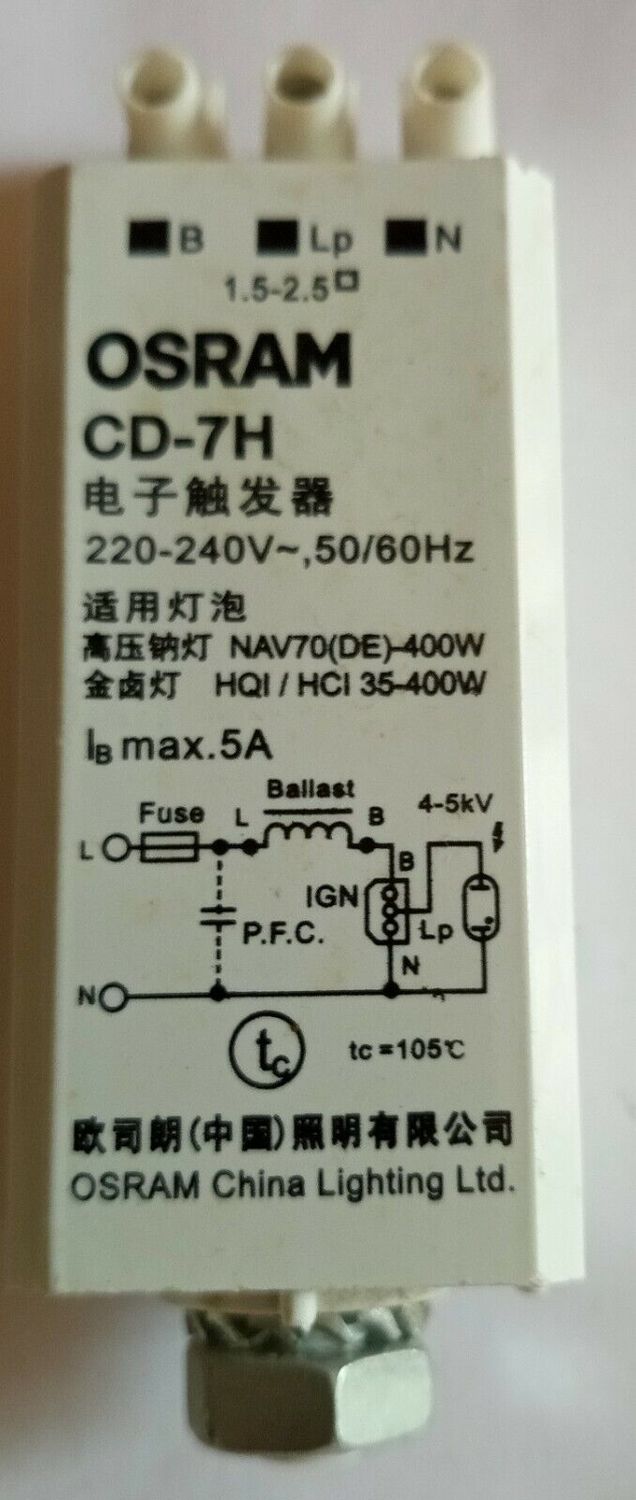 B Lp N
1.5-2.5
OSRAM
CD-7H
电子触发器
220-240V~,50/60Hz
适用灯泡
高压钠灯 NAV70(DE)-400W
金卤灯 HQI / HCI 35-400W
IB max.5A
Ballast
Fuse L B 4-5kV
L
B
IGN
P.F.C. Lp
N
N
tc tc=105℃
欧司朗(中国)照明有限公司
OSRAM China Lighting Ltd.